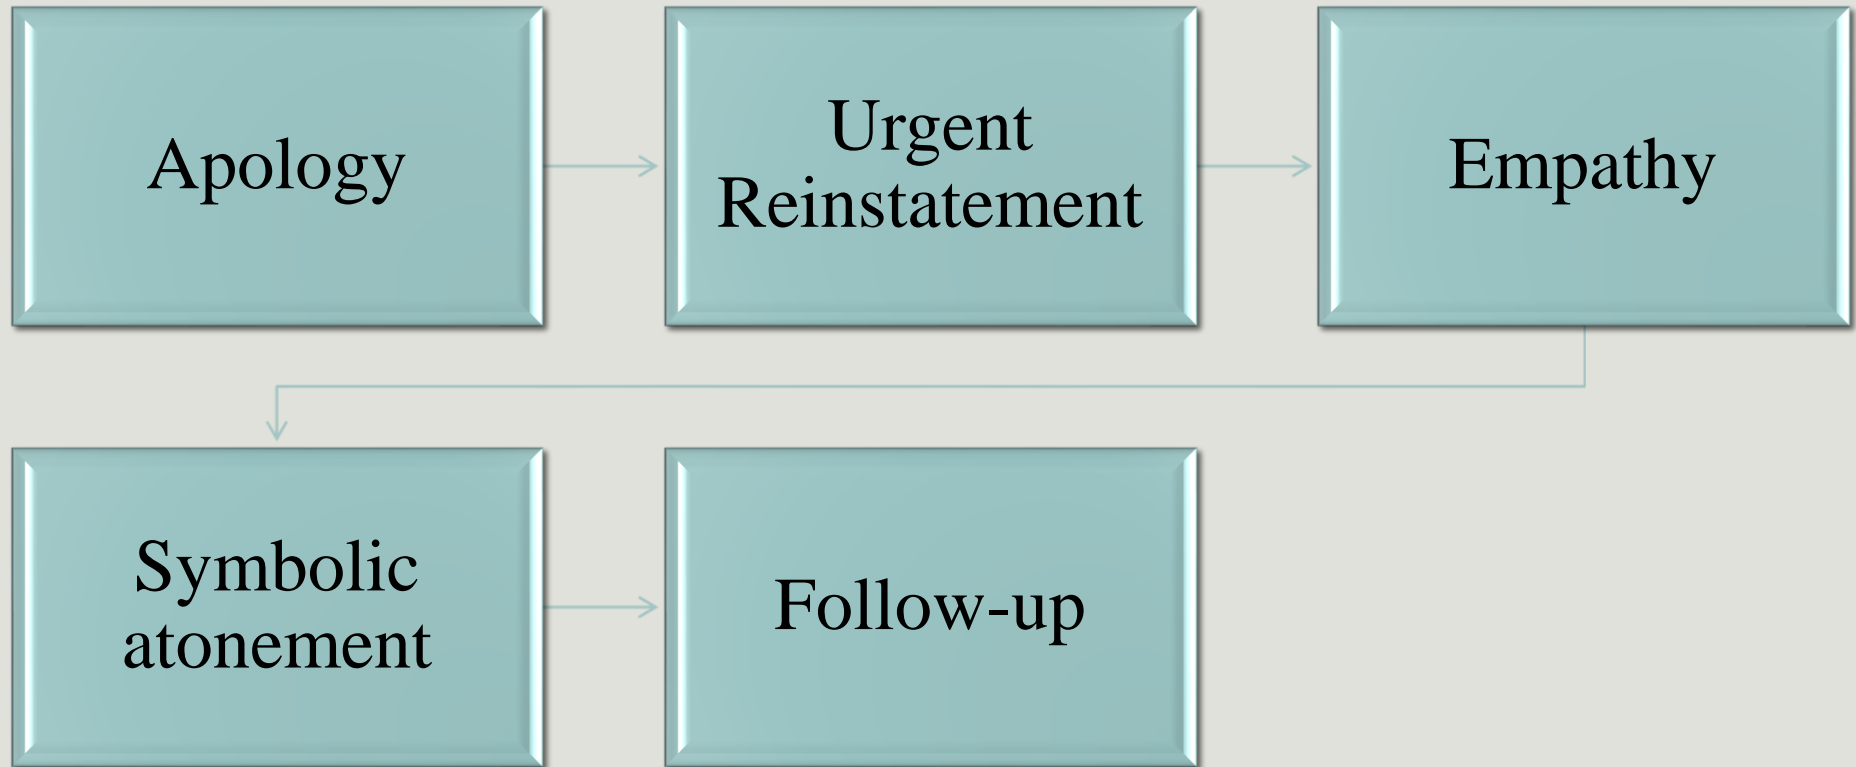 Apology
Urgent
Reinstatement
Empathy
Symbolic
atonement
Follow-up